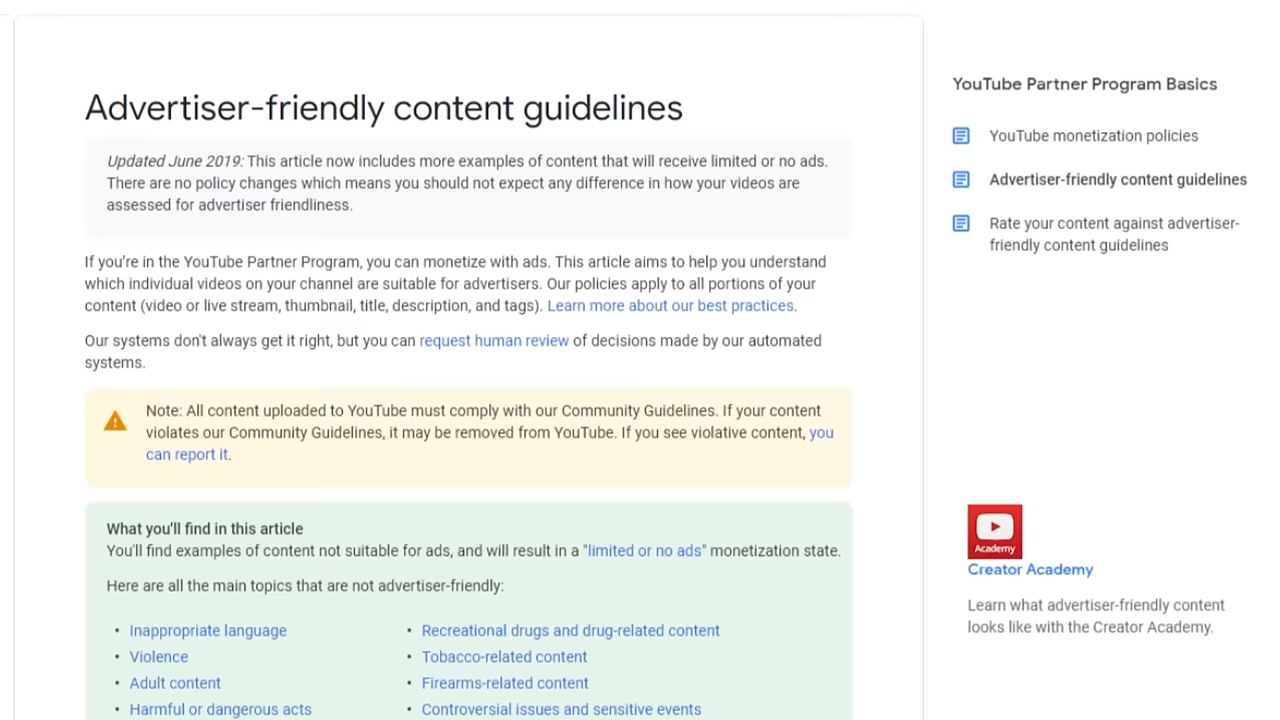 Advertiser-friendly content guidelines
Updated June 2019: This article now includes more examples of content that will receive limited or no ads.
There are no policy changes which means you should not expect any difference in how your videos are
assessed for advertiser friendliness.
If you're in the YouTube Partner Program, you can monetize with ads. This article aims to help you understand
which individual videos on your channel are suitable for advertisers. Our policies apply to all portions of your
content (video or live stream, thumbnail, title, description, and tags). Learn more about our best practices.
Our systems don't always get it right, but you can request human review of decisions made by our automated
systems.
Note: All content uploaded to YouTube must comply with our Community Guidelines. If your content
violates our Community Guidelines, it may be removed from YouTube. If you see violative content, you
can report it.
What you'll find in this article
You'll find examples of content not suitable for ads, and will result in a "limited or no ads" monetization state.
Here are all the main topics that are not advertiser-friendly:
• Inappropriate language
• Violence
• Adult content
• Harmful or dangerous acts
• Recreational drugs and drug-related content
• Tobacco-related content
• Firearms-related content
• Controversial issues and sensitive events
YouTube Partner Program Basics
YouTube monetization policies
Advertiser-friendly content guidelines
Rate your content against advertiser-
friendly content guidelines
Academy
Creator Academy
Learn what advertiser-friendly content
looks like with the Creator Academy.